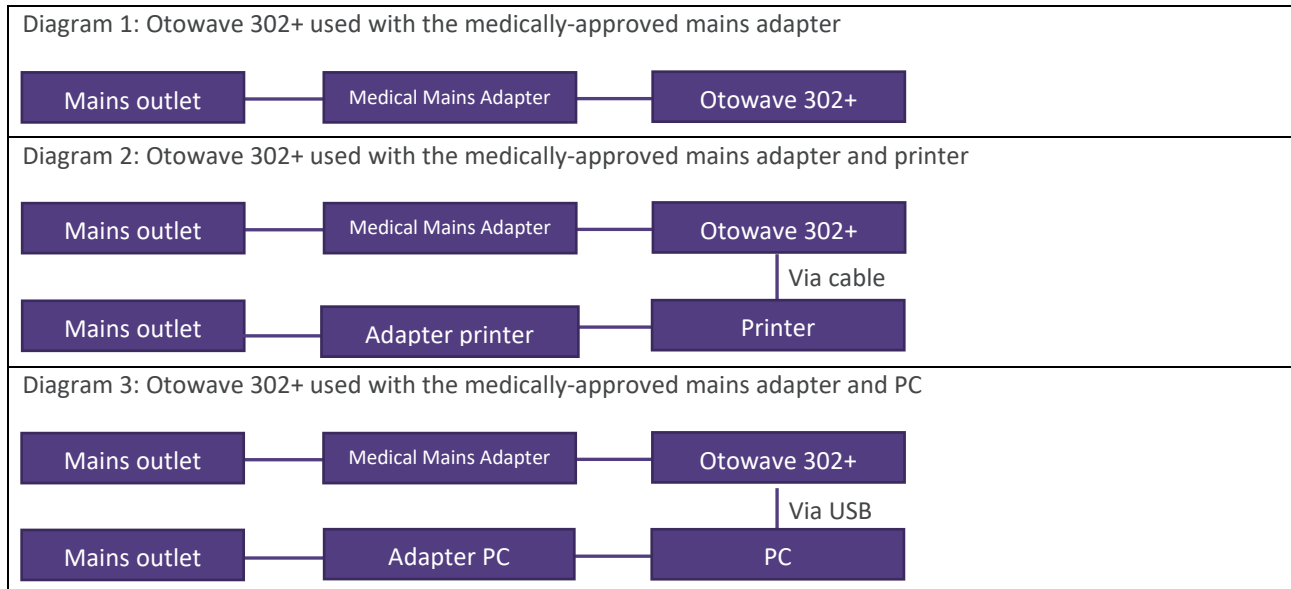 Diagram 1: Otowave 302+ used with the medically-approved mains adapter
Mains outlet Medical Mains Adapter Otowave 302+
Diagram 2: Otowave 302+ used with the medically-approved mains adapter and printer
Mains outlet Medical Mains Adapter Otowave 302+
Via cable
Mains outlet Adapter printer Printer
Diagram 3: Otowave 302+ used with the medically-approved mains adapter and PC
Mains outlet Medical Mains Adapter Otowave 302+
Via USB
Mains outlet Adapter PC PC